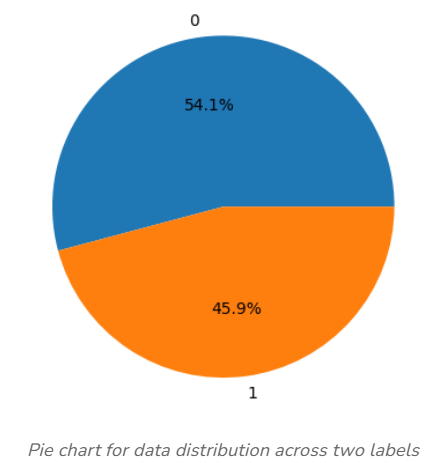 0
54.1%
45.9%
1
Pie chart for data distribution across two labels